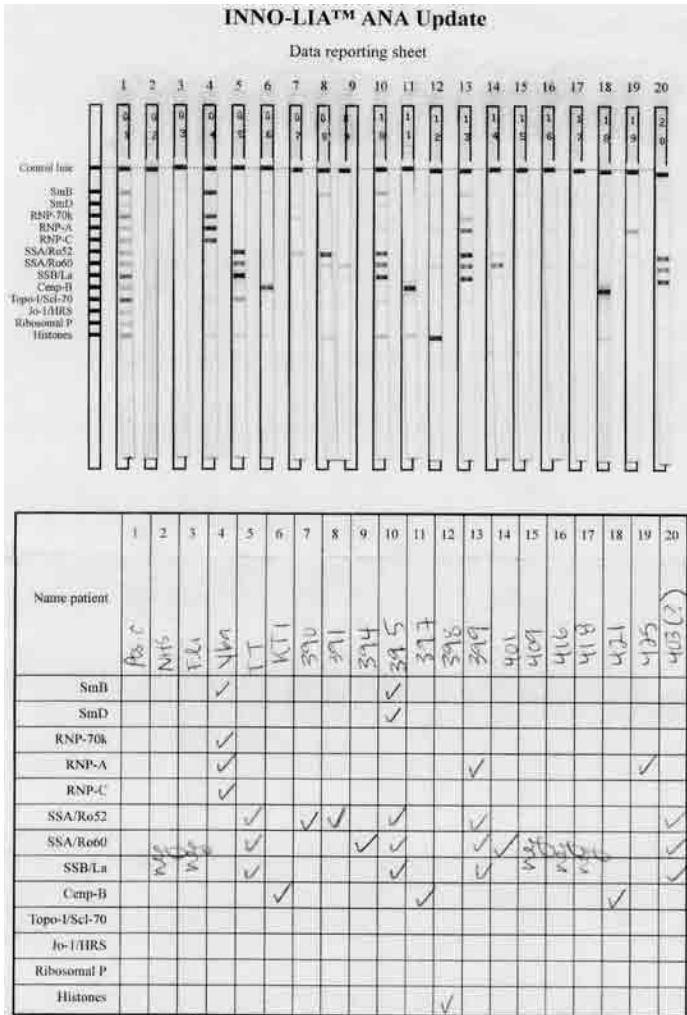 INNO-LIA™ ANA Update
Data reporting sheet
1 2 3 4 5 6 7 8 9 10 11 12 13 14 15 16 17 18 19 20
Control line
SmB
SmD
RNP-70k
RNP-A
RNP-C
SSA/Ro52
SSA/Ro60
SSB/La
Cenp-B
Topo-I/Scl-70
Jo-1/HRS
Ribosomal P
Histones
1 2 3 4 5 6 7 8 9 10 11 12 13 14 15 16 17 18 19 20
Name patient
TT KT1 390 391 394 395 397 398 399 401 409 416 418 421 425 403(?)
SmB ✓ ✓
SmD ✓
RNP-70k ✓
RNP-A ✓ ✓ ✓
RNP-C ✓
SSA/Ro52 ✓ ✓ ✓ ✓ ✓ ✓
SSA/Ro60 ✓ ✓ ✓ ✓ ✓ ✓
SSB/La ✓ ✓ ✓ ✓
Cenp-B ✓ ✓ ✓
Topo-I/Scl-70
Jo-1/HRS
Ribosomal P
Histones ✓